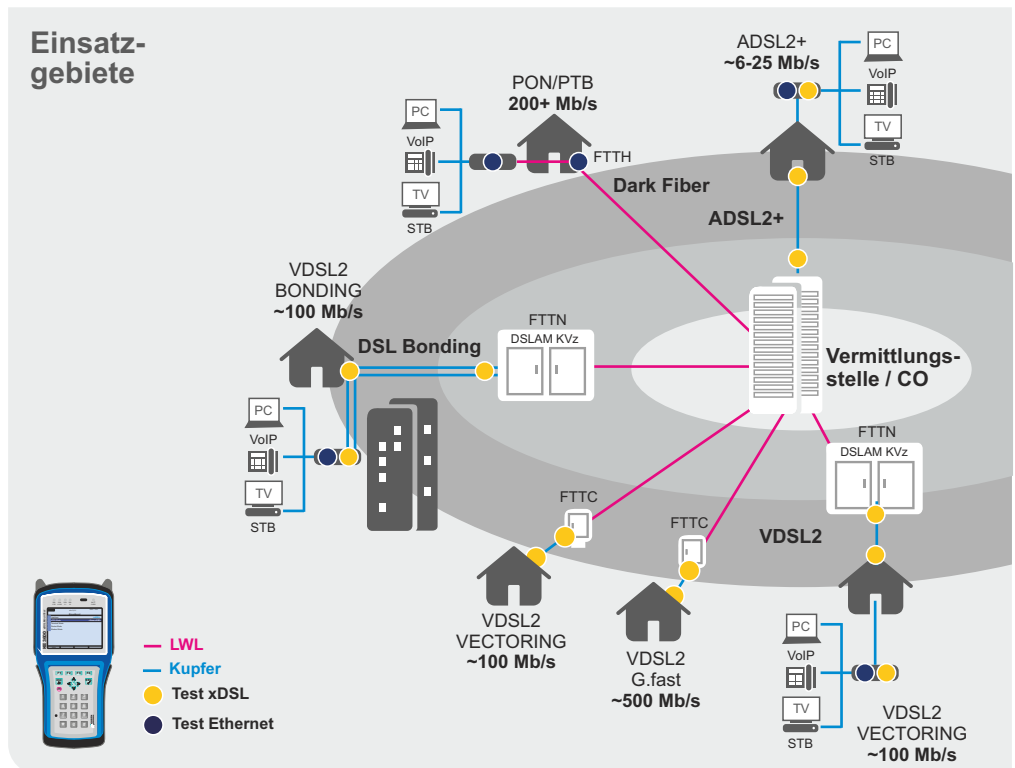 Einsatz-
gebiete
ADSL2+
~6-25 Mb/s
PC
VoIP
TV
STB
PON/PTB
200+ Mb/s
PC
VoIP
TV
STB
FTTH
Dark Fiber
ADSL2+
VDSL2
BONDING
~100 Mb/s
DSL Bonding
FTTN
DSLAM KVz
Vermittlungs-
stelle / CO
PC
VoIP
TV
STB
FTTN
DSLAM KVz
FTTC
FTTC
VDSL2
VDSL2
VECTORING
~100 Mb/s
VDSL2
G.fast
~500 Mb/s
PC
VoIP
TV
STB
VDSL2
VECTORING
~100 Mb/s
LWL
Kupfer
Test xDSL
Test Ethernet